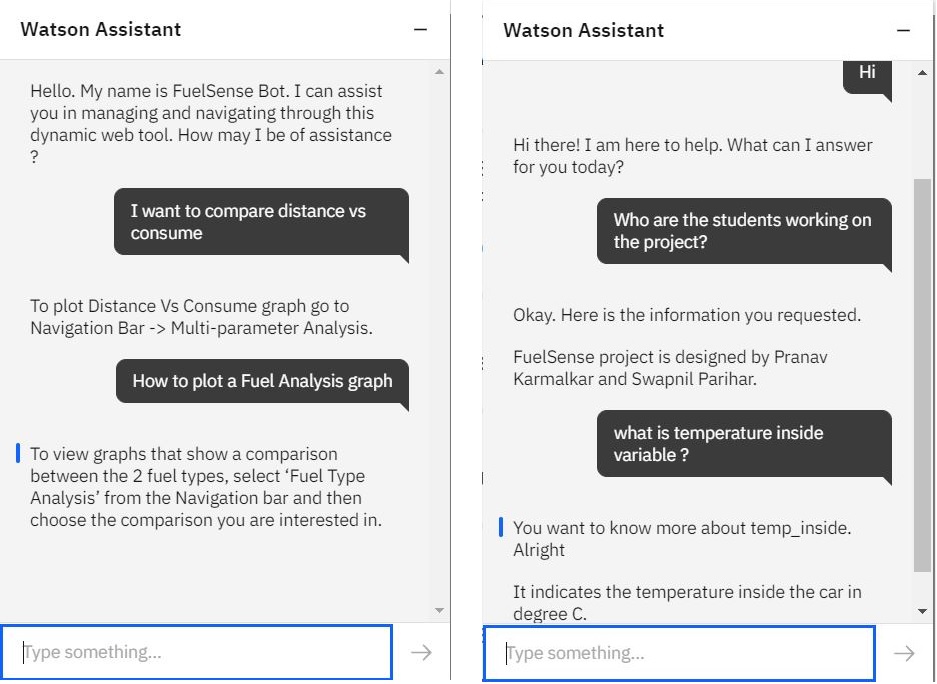 Watson Assistant
Hello. My name is FuelSense Bot. I can assist
you in managing and navigating through this
dynamic web tool. How may I be of assistance
?
I want to compare distance vs
consume
To plot Distance Vs Consume graph go to
Navigation Bar -> Multi-parameter Analysis.
How to plot a Fuel Analysis graph
To view graphs that show a comparison
between the 2 fuel types, select ‘Fuel Type
Analysis’ from the Navigation bar and then
choose the comparison you are interested in.
Type something...
Watson Assistant
Hi
Hi there! I am here to help. What can I answer
for you today?
Who are the students working on
the project?
Okay. Here is the information you requested.
FuelSense project is designed by Pranav
Karmalkar and Swapnil Parihar.
what is temperature inside
variable ?
You want to know more about temp_inside.
Alright
It indicates the temperature inside the car in
degree C.
Type something...